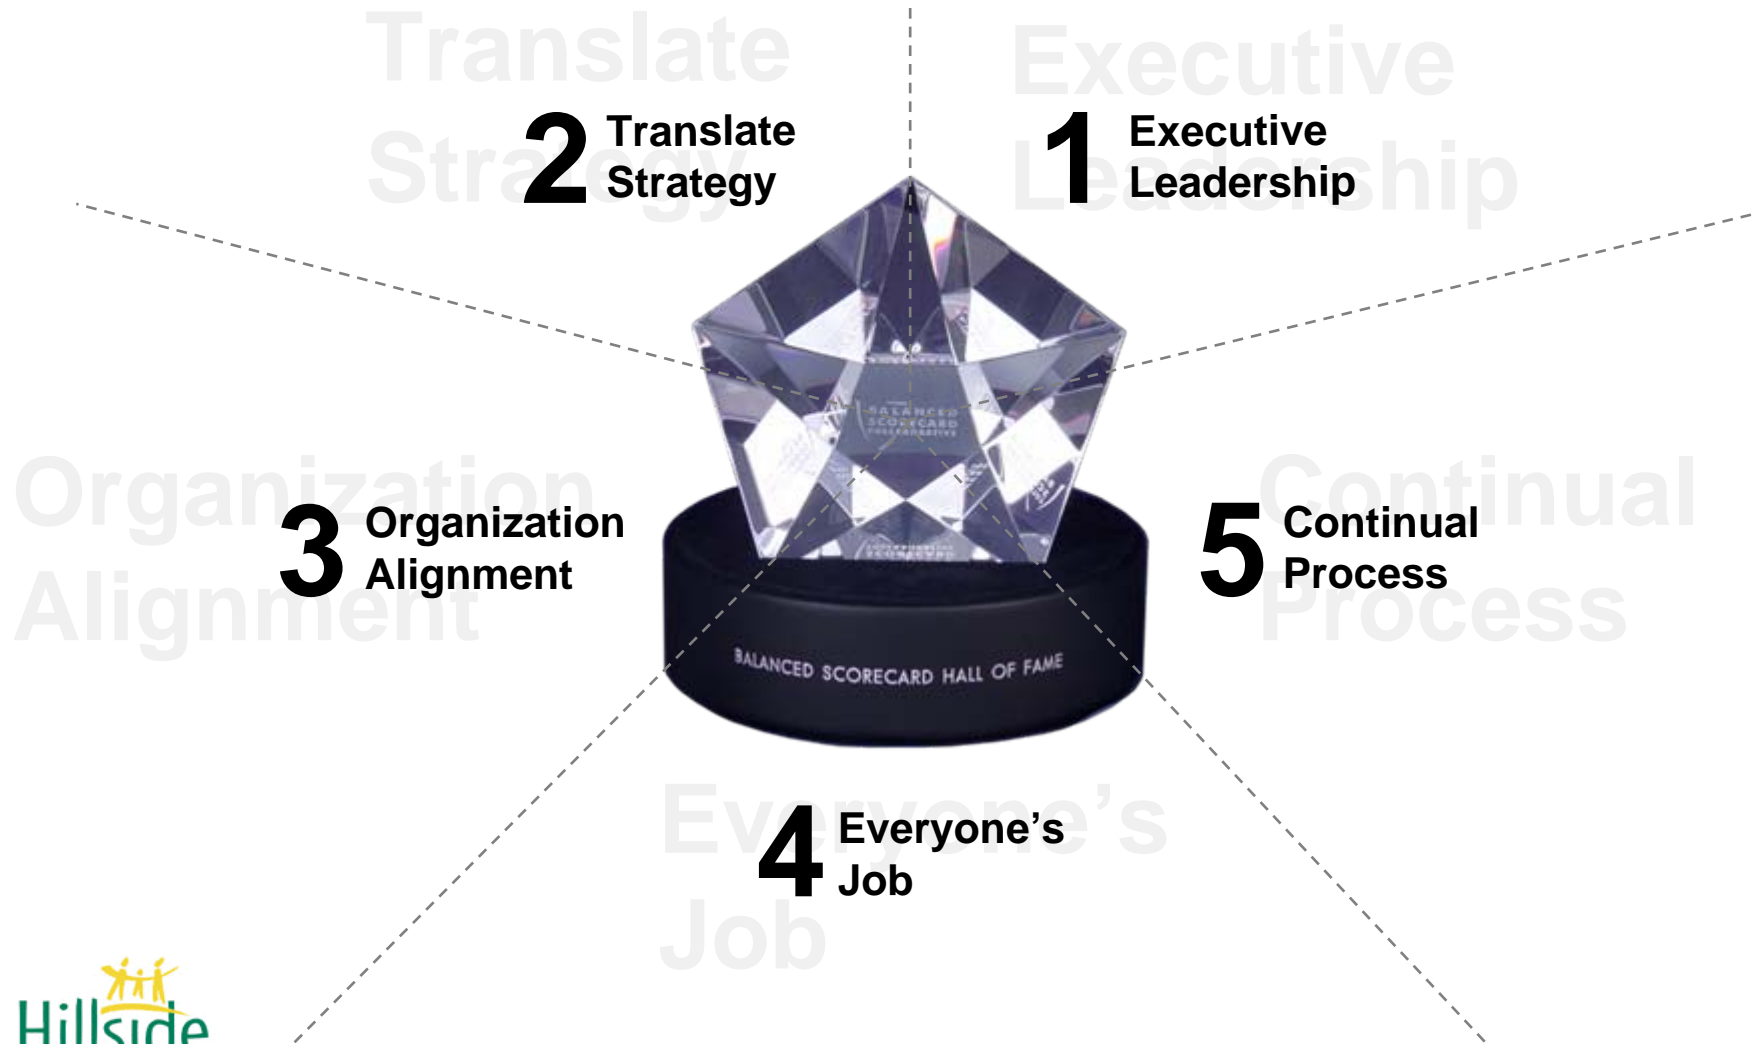 Translate
Strategy
Executive
Leadership
2 Translate
Strategy
1 Executive
Leadership
BALANCED
SCORECARD
COLLABORATIVE
Organization
Alignment
Continual
Process
3 Organization
Alignment
5 Continual
Process
BALANCED SCORECARD HALL OF FAME
Everyone’s
Job
4 Everyone’s
Job
Hillside